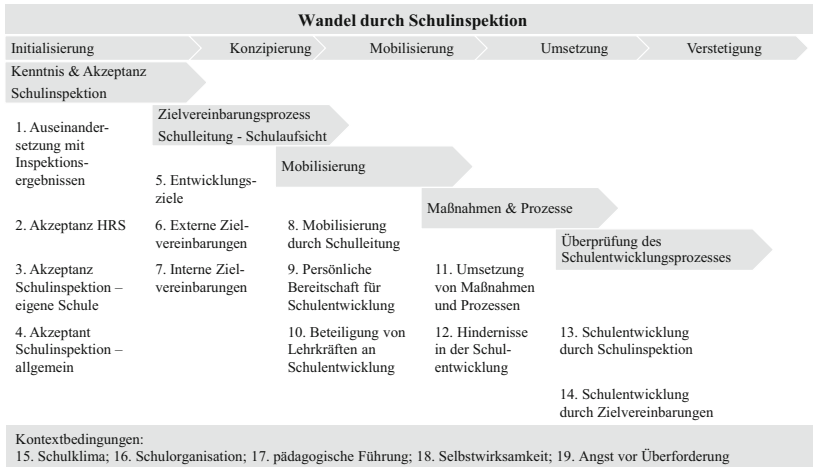 Wandel durch Schulinspektion
Initialisierung
Konzipierung
Mobilisierung
Umsetzung
Verstetigung
Kenntnis & Akzeptanz
Schulinspektion
1. Auseinander-
setzung mit
Inspektions-
ergebnissen
2. Akzeptanz HRS
3. Akzeptanz
Schulinspektion –
eigene Schule
4. Akzeptant
Schulinspektion –
allgemein
Zielvereinbarungsprozess
Schulleitung - Schulaufsicht
5. Entwicklungs-
ziele
6. Externe Ziel-
vereinbarungen
7. Interne Ziel-
vereinbarungen
Mobilisierung
8. Mobilisierung
durch Schulleitung
9. Persönliche
Bereitschaft für
Schulentwicklung
10. Beteiligung von
Lehrkräften an
Schulentwicklung
Maßnahmen & Prozesse
11. Umsetzung
von Maßnahmen
und Prozessen
12. Hindernisse
in der Schul-
entwicklung
Überprüfung des
Schulentwicklungsprozesses
13. Schulentwicklung
durch Schulinspektion
14. Schulentwicklung
durch Zielvereinbarungen
Kontextbedingungen:
15. Schulklima; 16. Schulorganisation; 17. pädagogische Führung; 18. Selbstwirksamkeit; 19. Angst vor Überforderung